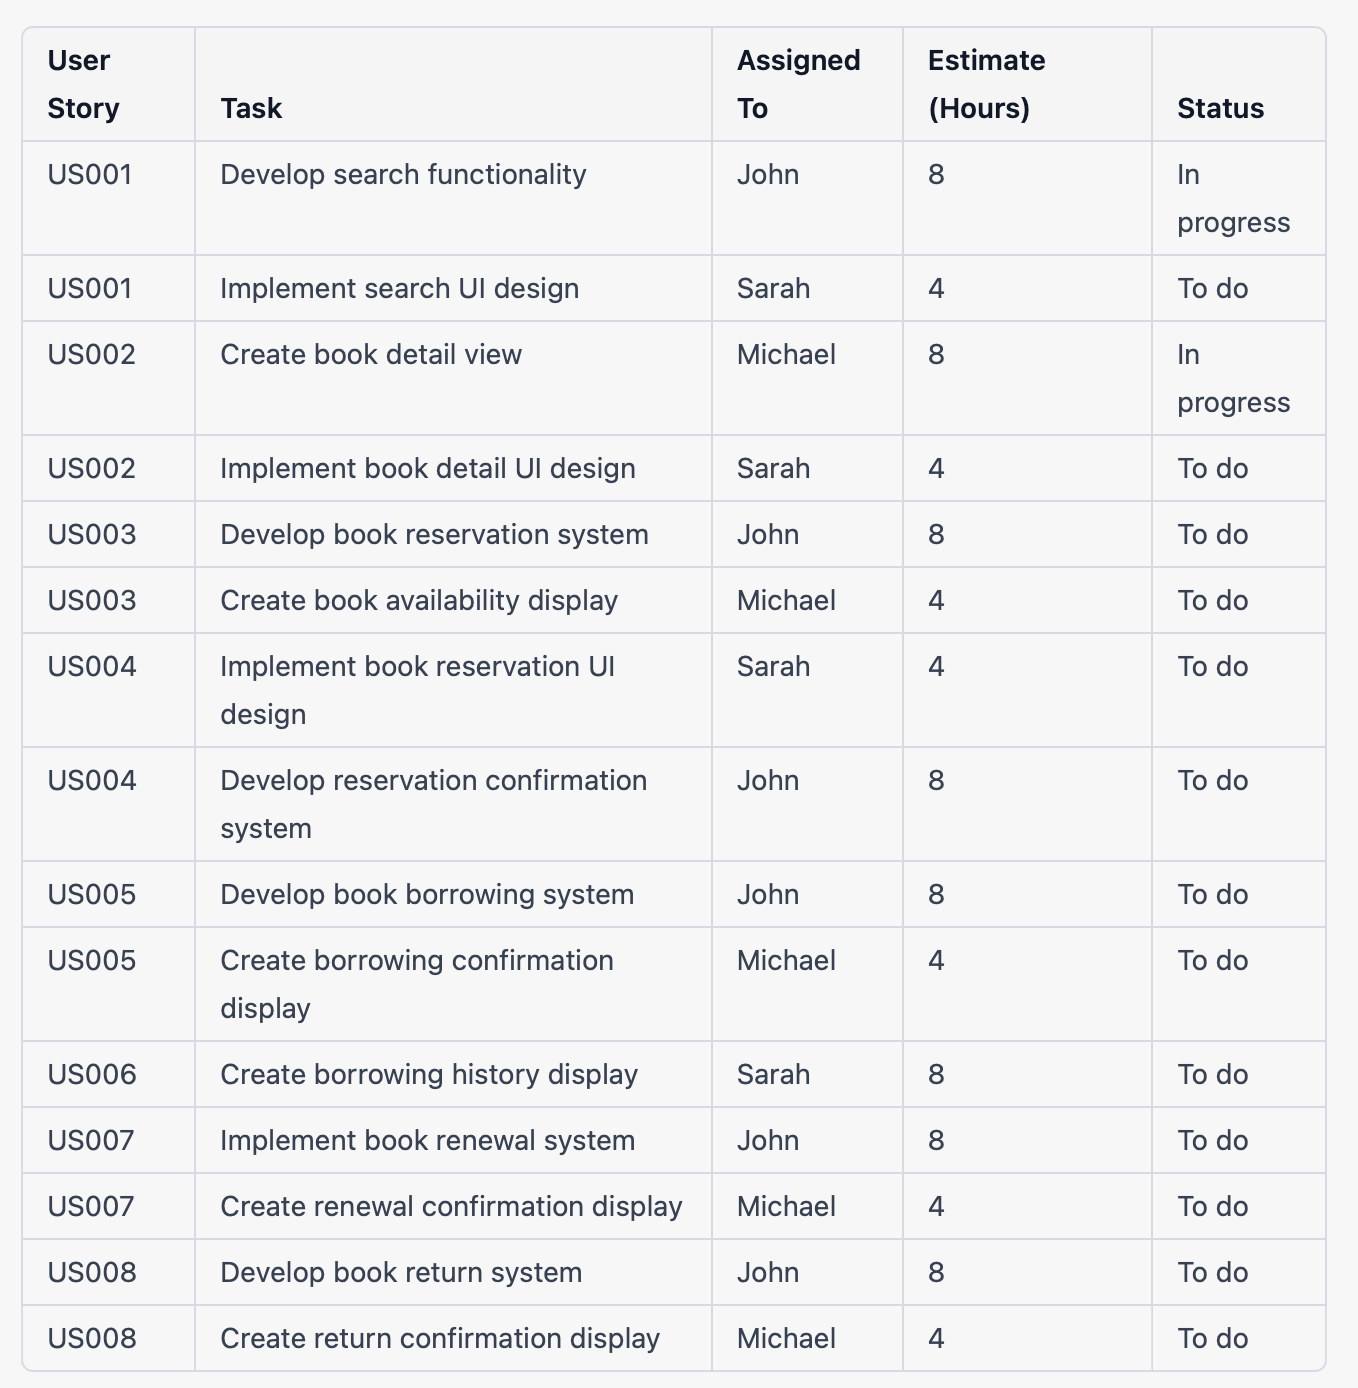 User Story | Task | Assigned To | Estimate (Hours) | Status
US001 | Develop search functionality | John | 8 | In progress
US001 | Implement search UI design | Sarah | 4 | To do
US002 | Create book detail view | Michael | 8 | In progress
US002 | Implement book detail UI design | Sarah | 4 | To do
US003 | Develop book reservation system | John | 8 | To do
US003 | Create book availability display | Michael | 4 | To do
US004 | Implement book reservation UI design | Sarah | 4 | To do
US004 | Develop reservation confirmation system | John | 8 | To do
US005 | Develop book borrowing system | John | 8 | To do
US005 | Create borrowing confirmation display | Michael | 4 | To do
US006 | Create borrowing history display | Sarah | 8 | To do
US007 | Implement book renewal system | John | 8 | To do
US007 | Create renewal confirmation display | Michael | 4 | To do
US008 | Develop book return system | John | 8 | To do
US008 | Create return confirmation display | Michael | 4 | To do